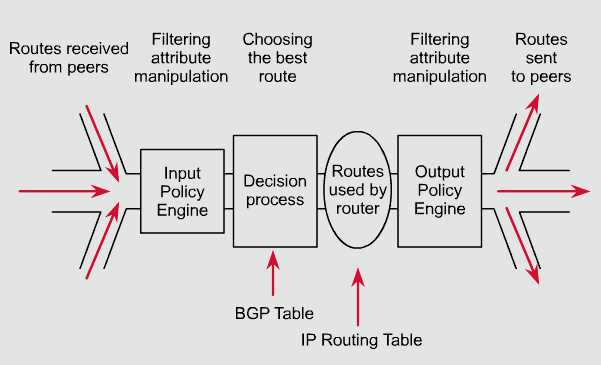 Routes received
from peers
Filtering
attribute
manipulation
Choosing
the best
route
Filtering
attribute
manipulation
Routes
sent
to peers
Input
Policy
Engine
Decision
process
Routes
used by
router
Output
Policy
Engine
BGP Table
IP Routing Table